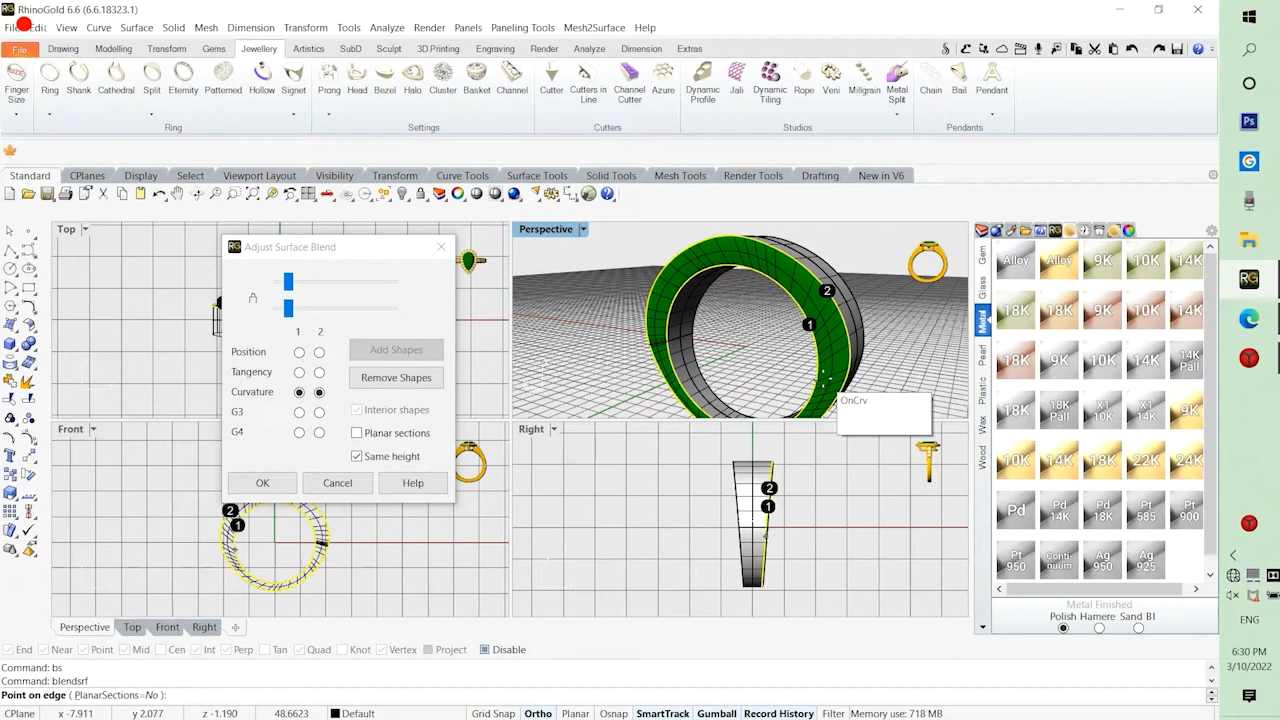 RhinoGold 6.6 (6.6.18323.1)
File Edit View Curve Surface Solid Mesh Dimension Transform Tools Analyze Render Panels Paneling Tools Mesh2Surface Help
File Drawing Modelling Transform Gems Jewellery Artistics SubD Sculpt 3D Printing Engraving Render Analyze Dimension Extras
Finger Size Ring Shank Cathedral Split Eternity Patterned Hollow Signet Prong Head Bezel Halo Cluster Basket Channel Cutter Cutters in Line Channel Cutter Azure Dynamic Profile Jali Dynamic Tiling Rope Veni Millgrain Metal Split Chain Bail Pendant
Ring Settings Cutters Studios Pendants
Standard CPlanes Display Select Viewport Layout Visibility Transform Curve Tools Surface Tools Solid Tools Mesh Tools Render Tools Drafting New in V6
Top
Perspective
RG Adjust Surface Blend
1 2
Position
Tangency
Curvature
G3
G4
Add Shapes
Remove Shapes
Interior shapes
Planar sections
Same height
OK Cancel Help
2
1
OnCrv
Front
2
1
Right
2
1
Gem
Glass
Metal
Pearl
Plastic
Wax
Wood
Alloy Alloy 9K 10K 14K
18K 18K 9K 10K 14K
18K 9K 10K 14K 14K Pall
18K 18K Pall X1 10K X1 14K 9K
10K 14K 18K 22K 24K
Pd Pd 14K Pd 18K Pt 585 Pt 900
Pt 950 Conti nuum Ag 950 Ag 925
Metal Finished
Polish Hamere Sand Bl
Perspective Top Front Right
End Near Point Mid Cen Int Perp Tan Quad Knot Vertex Project Disable
Command: bs
Command: blendsrf
Point on edge ( PlanarSections=No ):
CPlane x -7.911 y 2.077 z -1.190 48.6623 Default Grid Snap Ortho Planar Osnap SmartTrack Gumball Record History Filter Memory use: 718 MB
Ps
RG
ENG
6:30 PM
3/10/2022